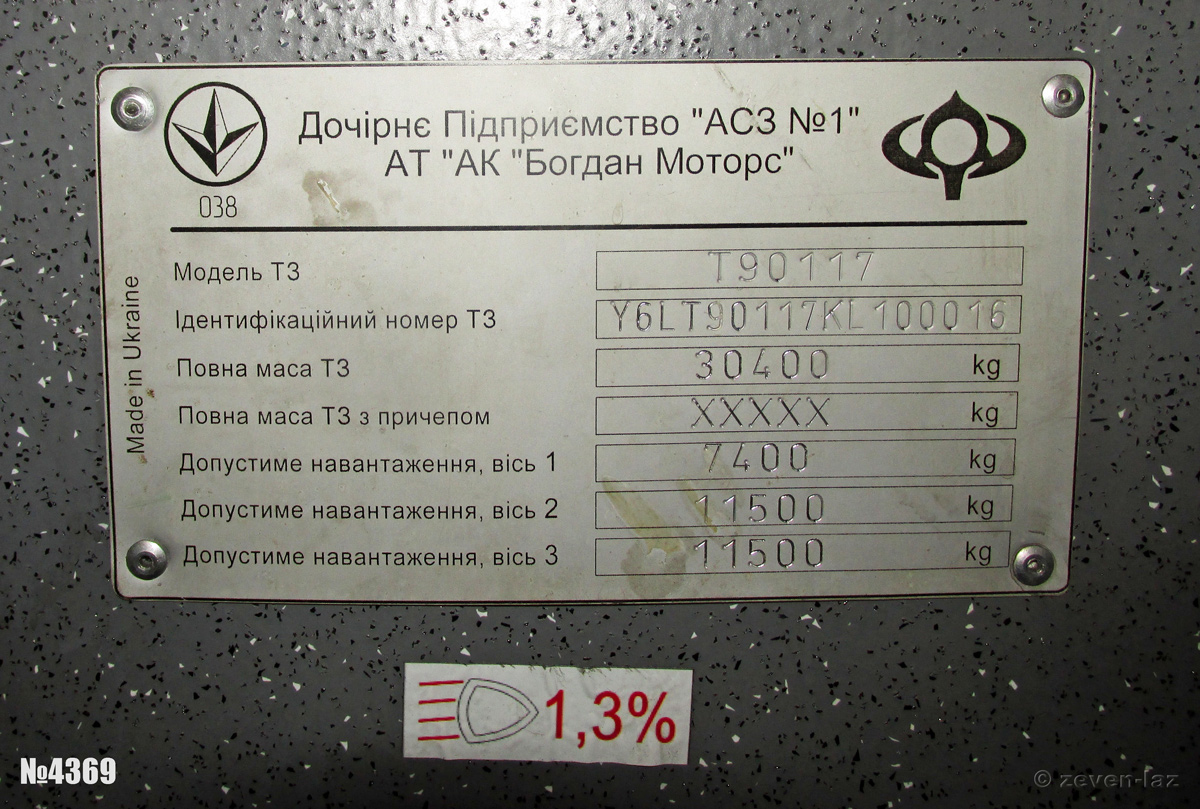 Дочірнє Підприємство "АСЗ №1"
АТ "АК "Богдан Моторс"
038
Made in Ukraine
Модель ТЗ T90117
Ідентифікаційний номер ТЗ Y6LT90117KL100016
Повна маса ТЗ 30400 kg
Повна маса ТЗ з причепом XXXXX kg
Допустиме навантаження, вісь 1 7400 kg
Допустиме навантаження, вісь 2 11500 kg
Допустиме навантаження, вісь 3 11500 kg
1,3%
№4369
© zeven-laz